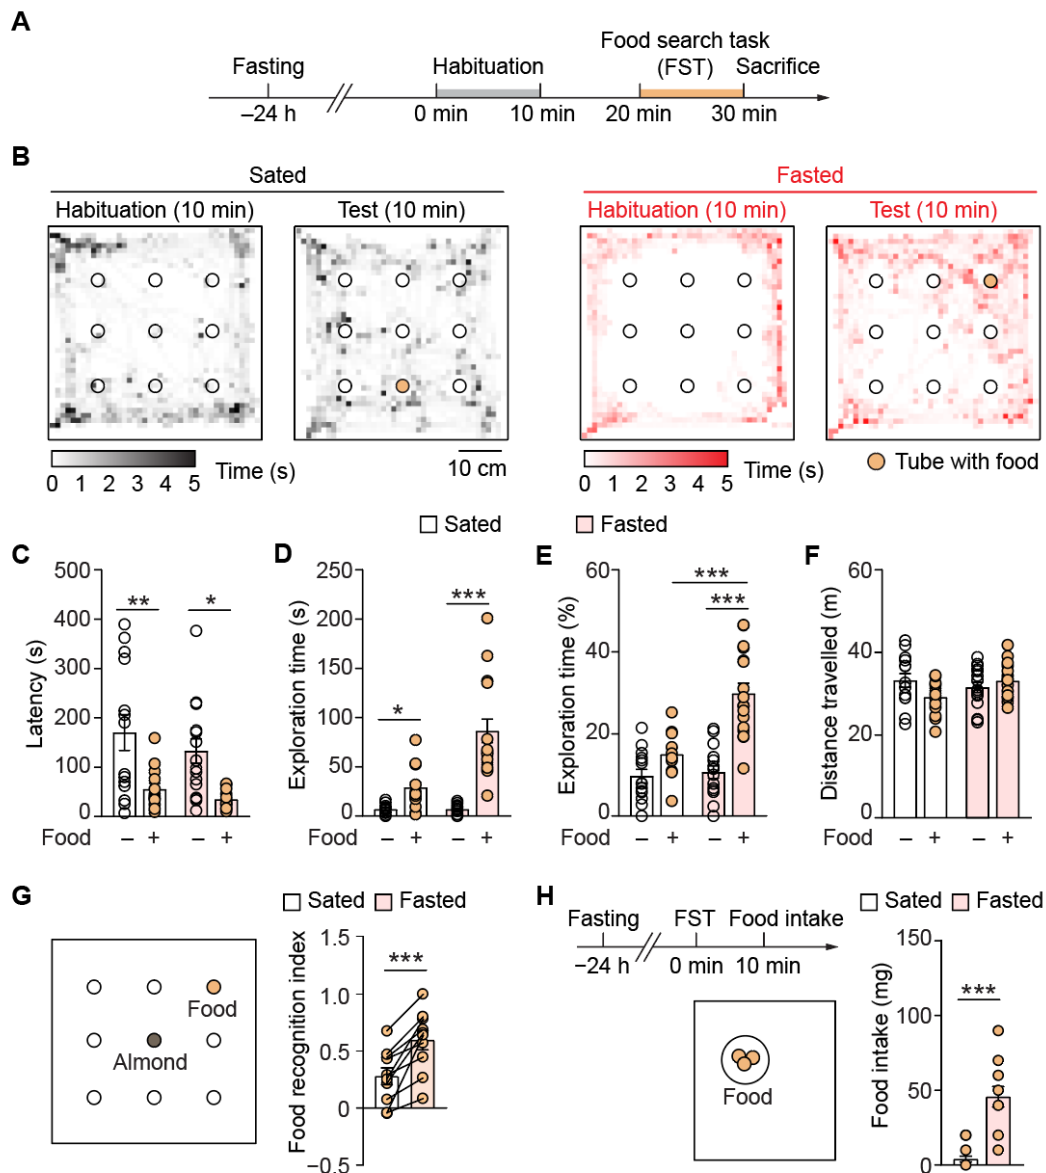 A
Fasting
Habituation
Food search task
(FST)
Sacrifice
–24 h
0 min
10 min
20 min
30 min
B
Sated
Fasted
Habituation (10 min)
Test (10 min)
Habituation (10 min)
Test (10 min)
0 1 2 3 4 5
Time (s)
10 cm
0 1 2 3 4 5
Time (s)
Tube with food
Sated
Fasted
C
Latency (s)
500
400
300
200
100
0
**
*
Food – + – +
D
Exploration time (s)
250
200
150
100
50
0
*
***
Food – + – +
E
Exploration time (%)
60
40
20
0
***
***
Food – + – +
F
Distance travelled (m)
60
40
20
0
Food – + – +
G
Food
Almond
Sated
Fasted
Food recognition index
1.5
1.0
0.5
0
–0.5
***
H
Fasting
FST
Food intake
–24 h
0 min
10 min
Food
Sated
Fasted
Food intake (mg)
150
100
50
0
***